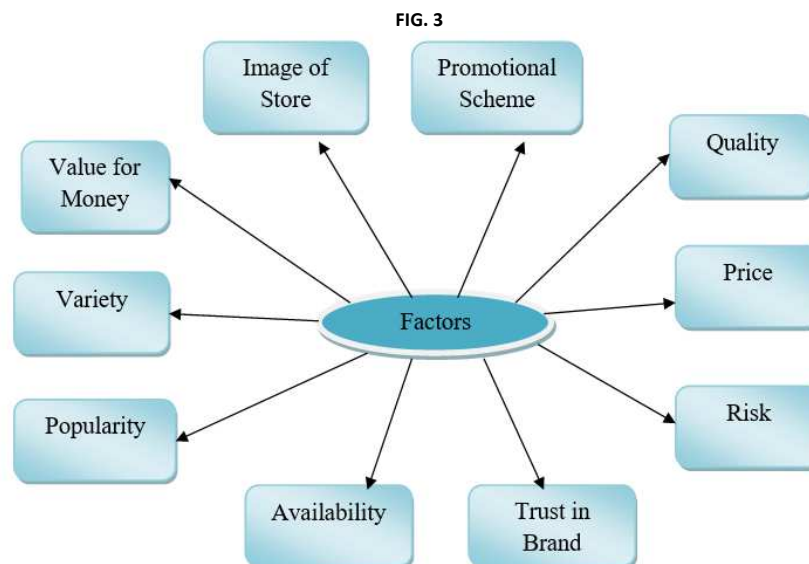 FIG. 3
Image of
Store
Promotional
Scheme
Quality
Value for
Money
Price
Variety
Factors
Risk
Popularity
Availability
Trust in
Brand